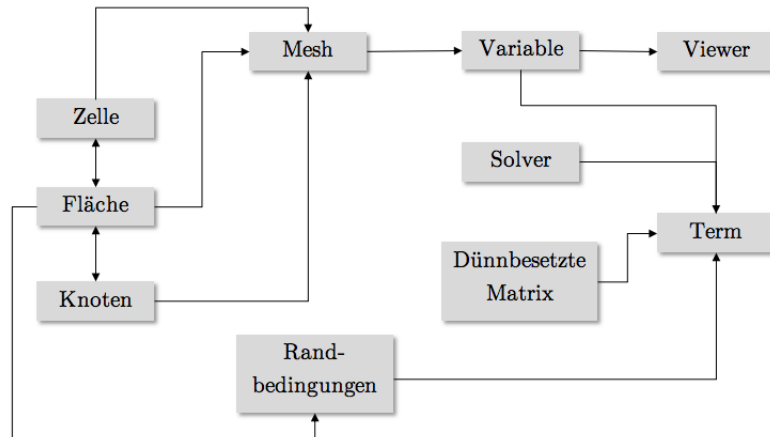 Mesh
Variable
Viewer
Zelle
Solver
Fläche
Term
Dünnbesetzte
Matrix
Knoten
Rand-
bedingungen